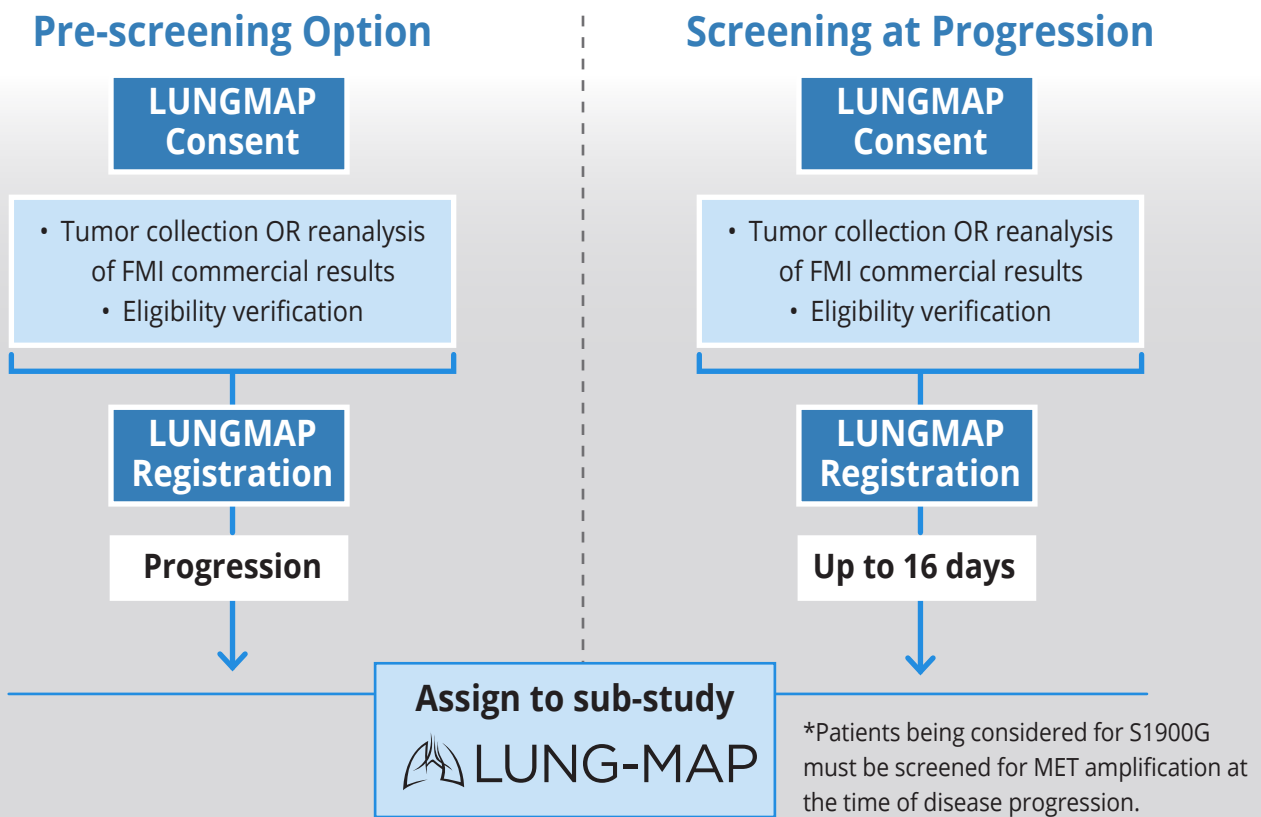 Pre-screening Option
LUNGMAP
Consent
• Tumor collection OR reanalysis
of FMI commercial results
• Eligibility verification
LUNGMAP
Registration
Progression
Screening at Progression
LUNGMAP
Consent
• Tumor collection OR reanalysis
of FMI commercial results
• Eligibility verification
LUNGMAP
Registration
Up to 16 days
Assign to sub-study
LUNG-MAP
*Patients being considered for S1900G
must be screened for MET amplification at
the time of disease progression.